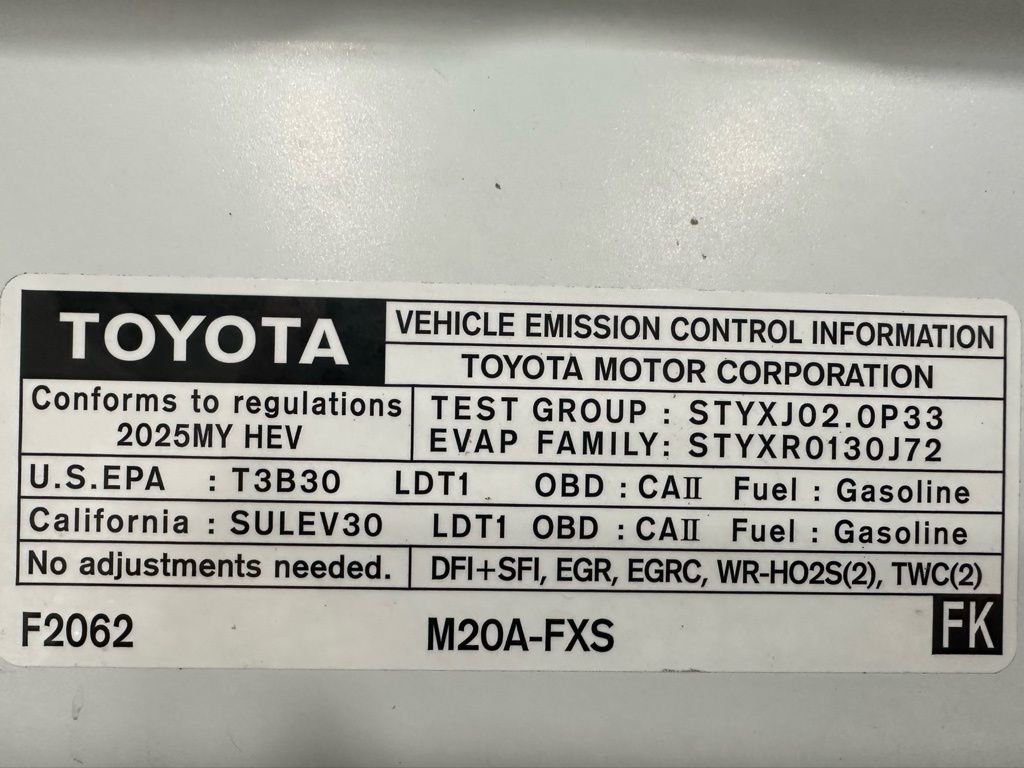 TOYOTA
VEHICLE EMISSION CONTROL INFORMATION
TOYOTA MOTOR CORPORATION
Conforms to regulations
2025MY HEV
TEST GROUP : STYXJ02.0P33
EVAP FAMILY: STYXR0130J72
U.S.EPA : T3B30 LDT1 OBD : CAII Fuel : Gasoline
California : SULEV30 LDT1 OBD : CAII Fuel : Gasoline
No adjustments needed.
DFI+SFI, EGR, EGRC, WR-HO2S(2), TWC(2)
F2062 M20A-FXS FK